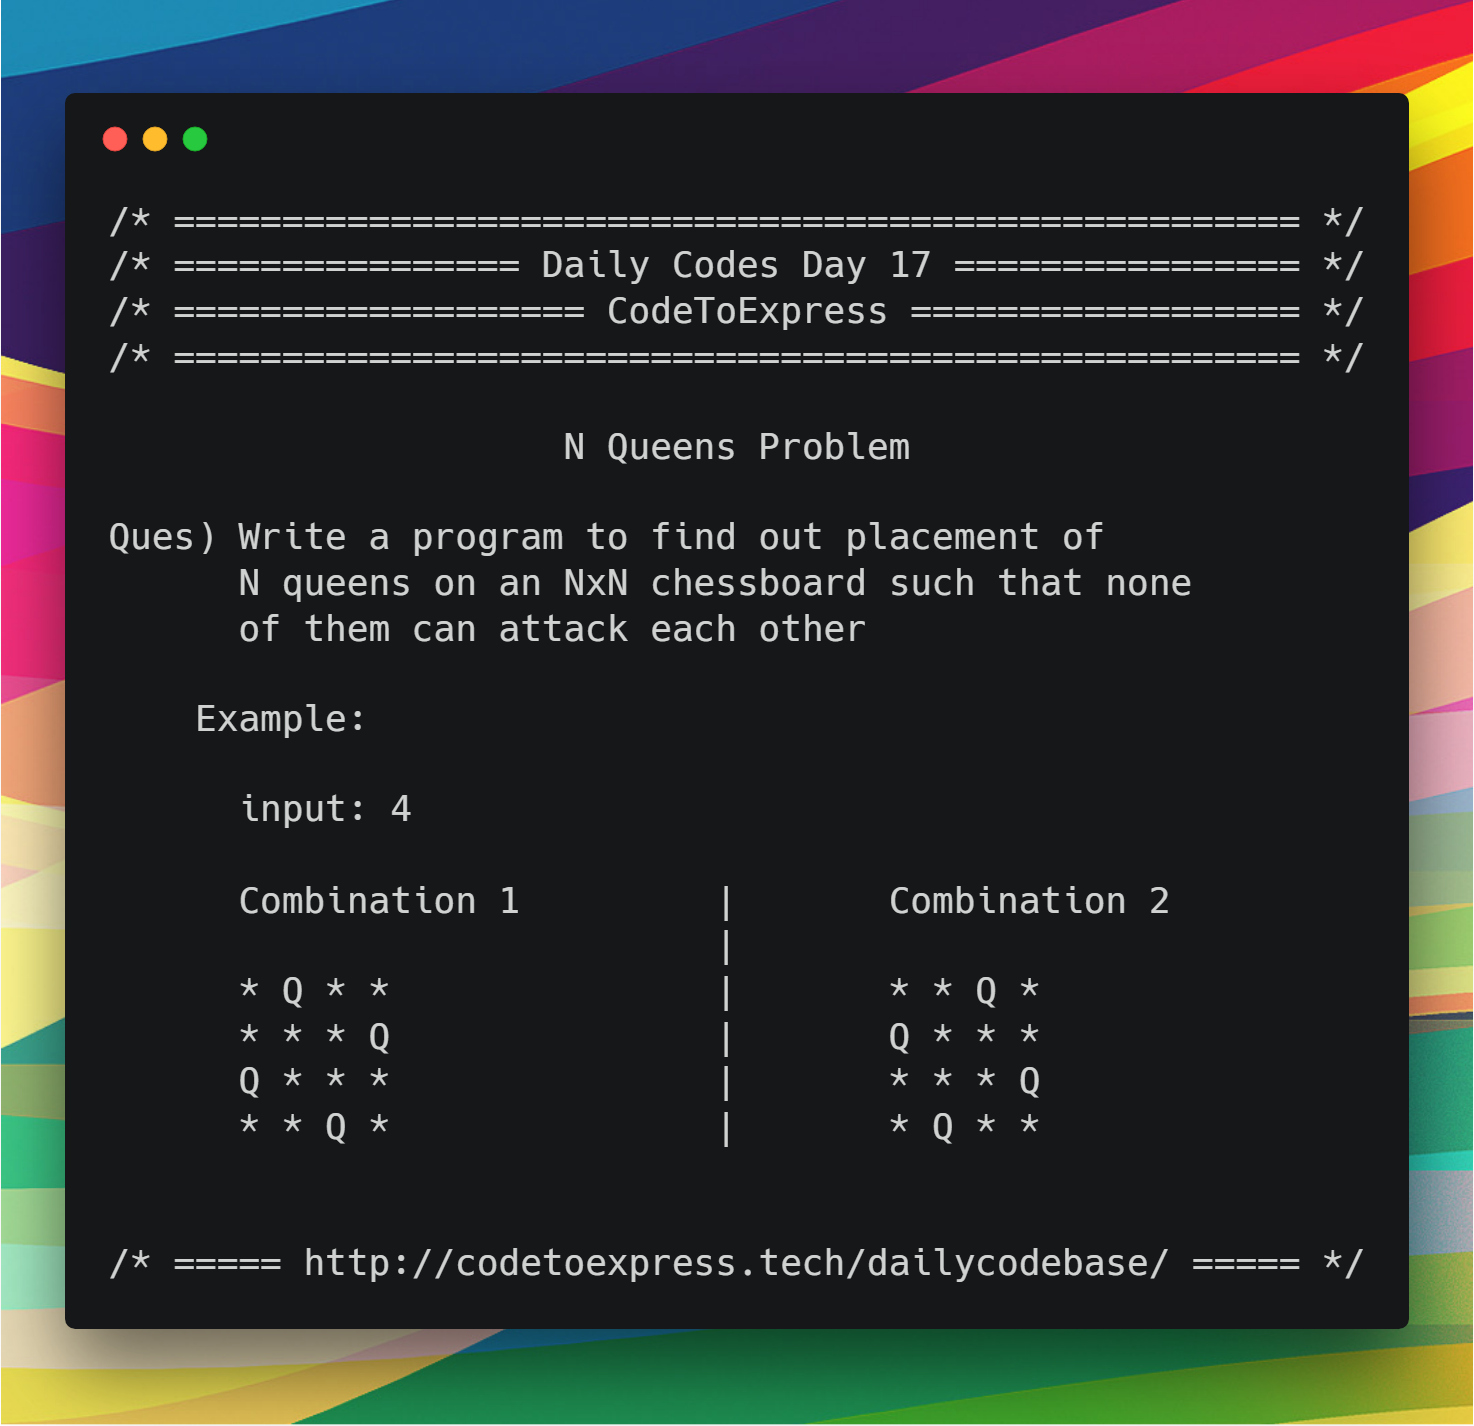 /* ==================================================== */
/* ================ Daily Codes Day 17 ================ */
/* =================== CodeToExpress ================== */
/* ==================================================== */
N Queens Problem
Ques) Write a program to find out placement of
N queens on an NxN chessboard such that none
of them can attack each other
Example:
input: 4
Combination 1 | Combination 2
|
* Q * * | * * Q *
* * * Q | Q * * *
Q * * * | * * * Q
* * Q * | * Q * *
/* ===== http://codetoexpress.tech/dailycodebase/ ===== */